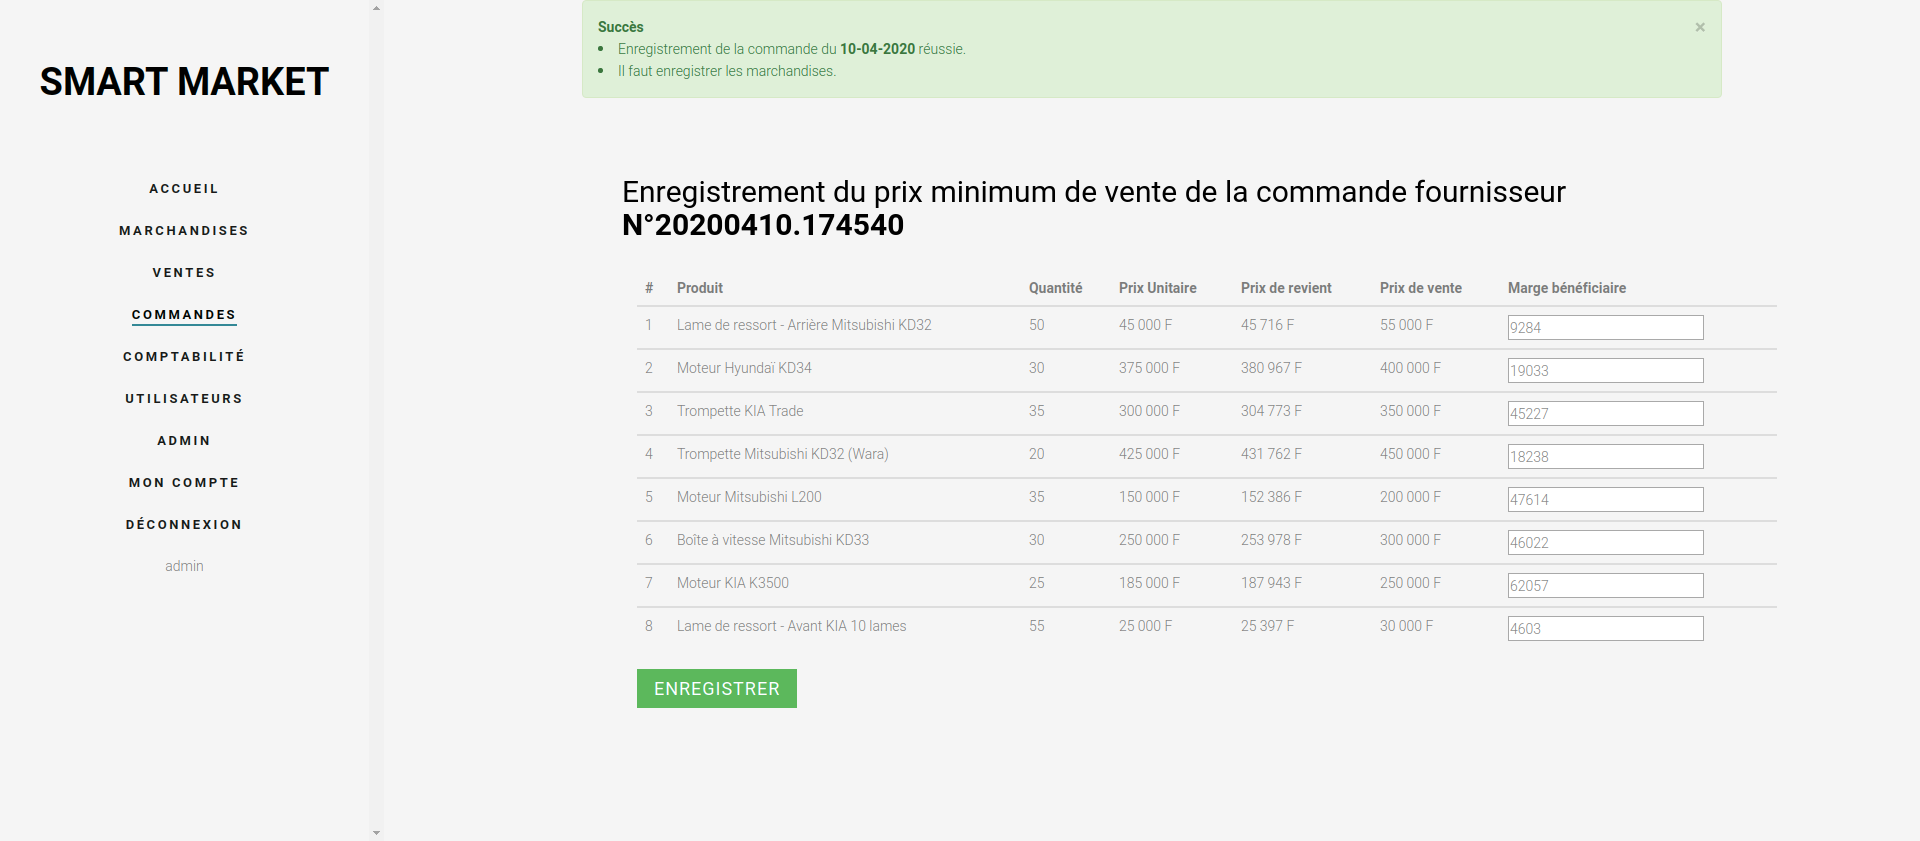 SMART MARKET
ACCUEIL
MARCHANDISES
VENTES
COMMANDES
COMPTABILITÉ
UTILISATEURS
ADMIN
MON COMPTE
DÉCONNEXION
admin
Succès ×
• Enregistrement de la commande du 10-04-2020 réussie.
• Il faut enregistrer les marchandises.
Enregistrement du prix minimum de vente de la commande fournisseur
N°20200410.174540
# Produit Quantité Prix Unitaire Prix de revient Prix de vente Marge bénéficiaire
1 Lame de ressort - Arrière Mitsubishi KD32 50 45 000 F 45 716 F 55 000 F 9284
2 Moteur Hyundaï KD34 30 375 000 F 380 967 F 400 000 F 19033
3 Trompette KIA Trade 35 300 000 F 304 773 F 350 000 F 45227
4 Trompette Mitsubishi KD32 (Wara) 20 425 000 F 431 762 F 450 000 F 18238
5 Moteur Mitsubishi L200 35 150 000 F 152 386 F 200 000 F 47614
6 Boîte à vitesse Mitsubishi KD33 30 250 000 F 253 978 F 300 000 F 46022
7 Moteur KIA K3500 25 185 000 F 187 943 F 250 000 F 62057
8 Lame de ressort - Avant KIA 10 lames 55 25 000 F 25 397 F 30 000 F 4603
ENREGISTRER